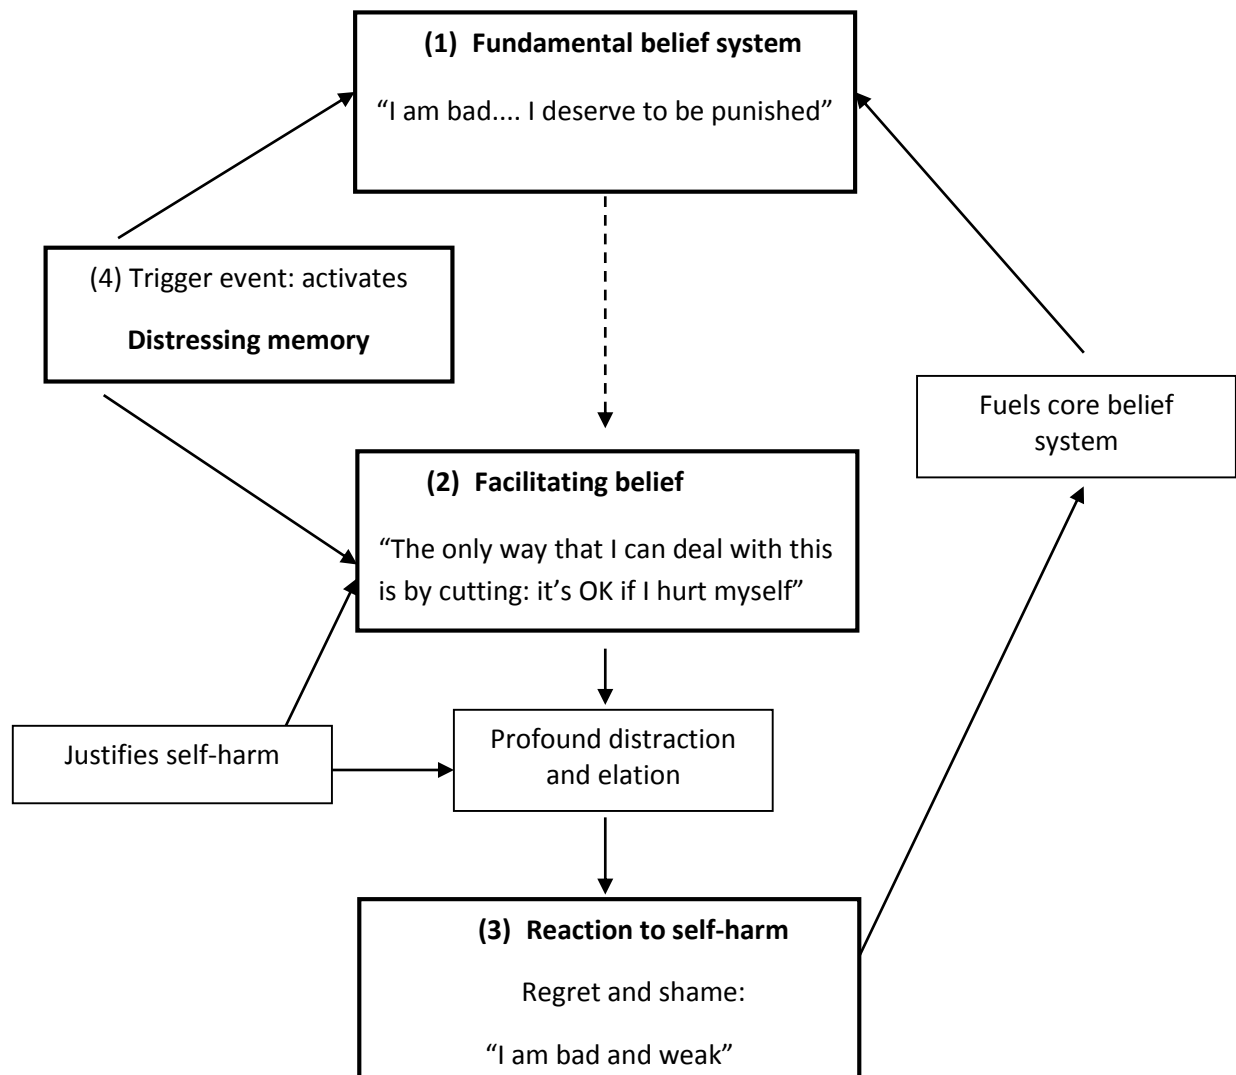 (1) Fundamental belief system
“I am bad.... I deserve to be punished”
(4) Trigger event: activates
Distressing memory
Fuels core belief
system
(2) Facilitating belief
“The only way that I can deal with this
is by cutting: it’s OK if I hurt myself”
Justifies self-harm
Profound distraction
and elation
(3) Reaction to self-harm
Regret and shame:
“I am bad and weak”